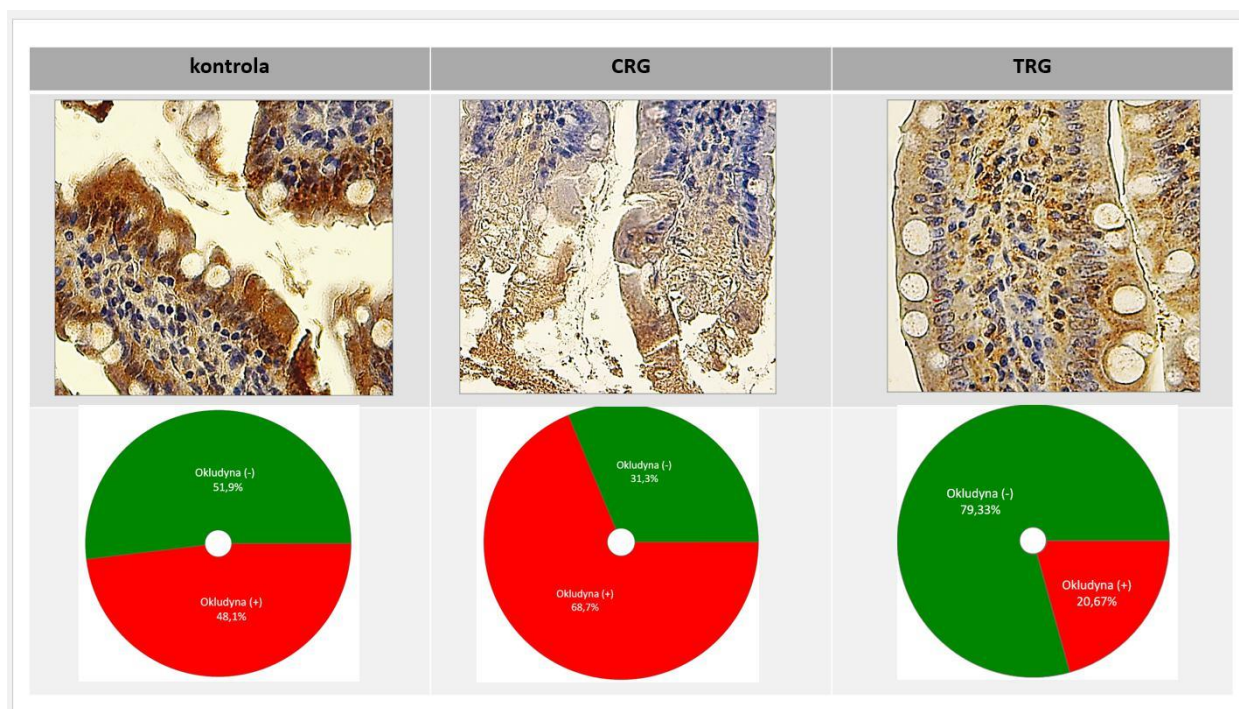 kontrola
CRG
TRG
Okludyna (-)
51,9%
Okludyna (+)
48,1%
Okludyna (-)
31,3%
Okludyna (+)
68,7%
Okludyna (-)
79,33%
Okludyna (+)
20,67%